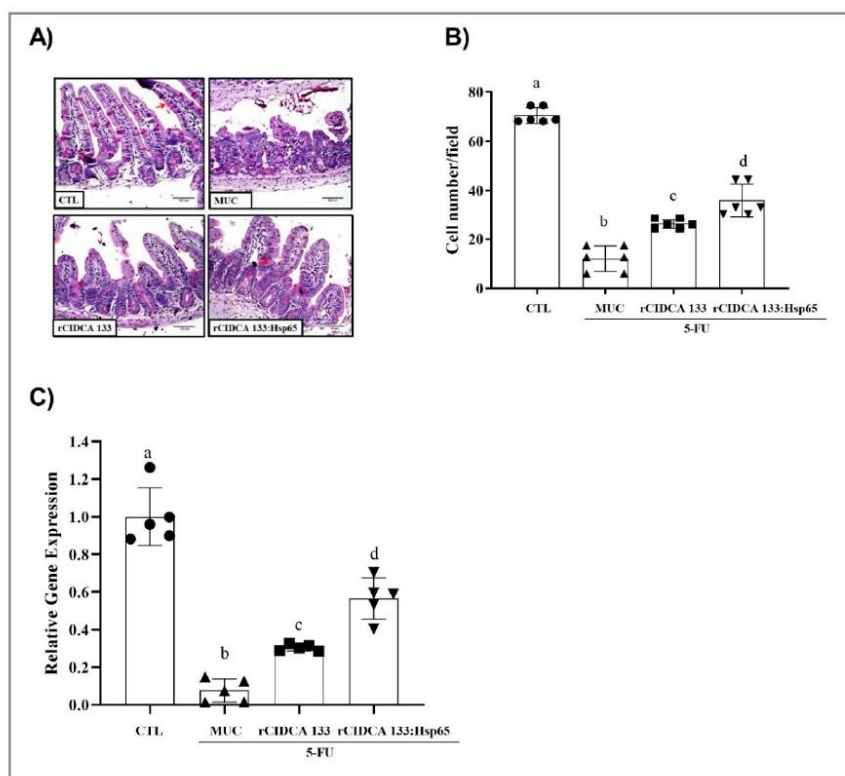 A)
CTL
MUC
rCIDCA 133
rCIDCA 133:Hsp65
B)
Cell number/field
80
60
40
20
0
a
b
c
d
CTL
MUC
rCIDCA 133
rCIDCA 133:Hsp65
5-FU
C)
Relative Gene Expression
1.4
1.2
1.0
0.8
0.6
0.4
0.2
0.0
a
b
c
d
CTL
MUC
rCIDCA 133
rCIDCA 133:Hsp65
5-FU